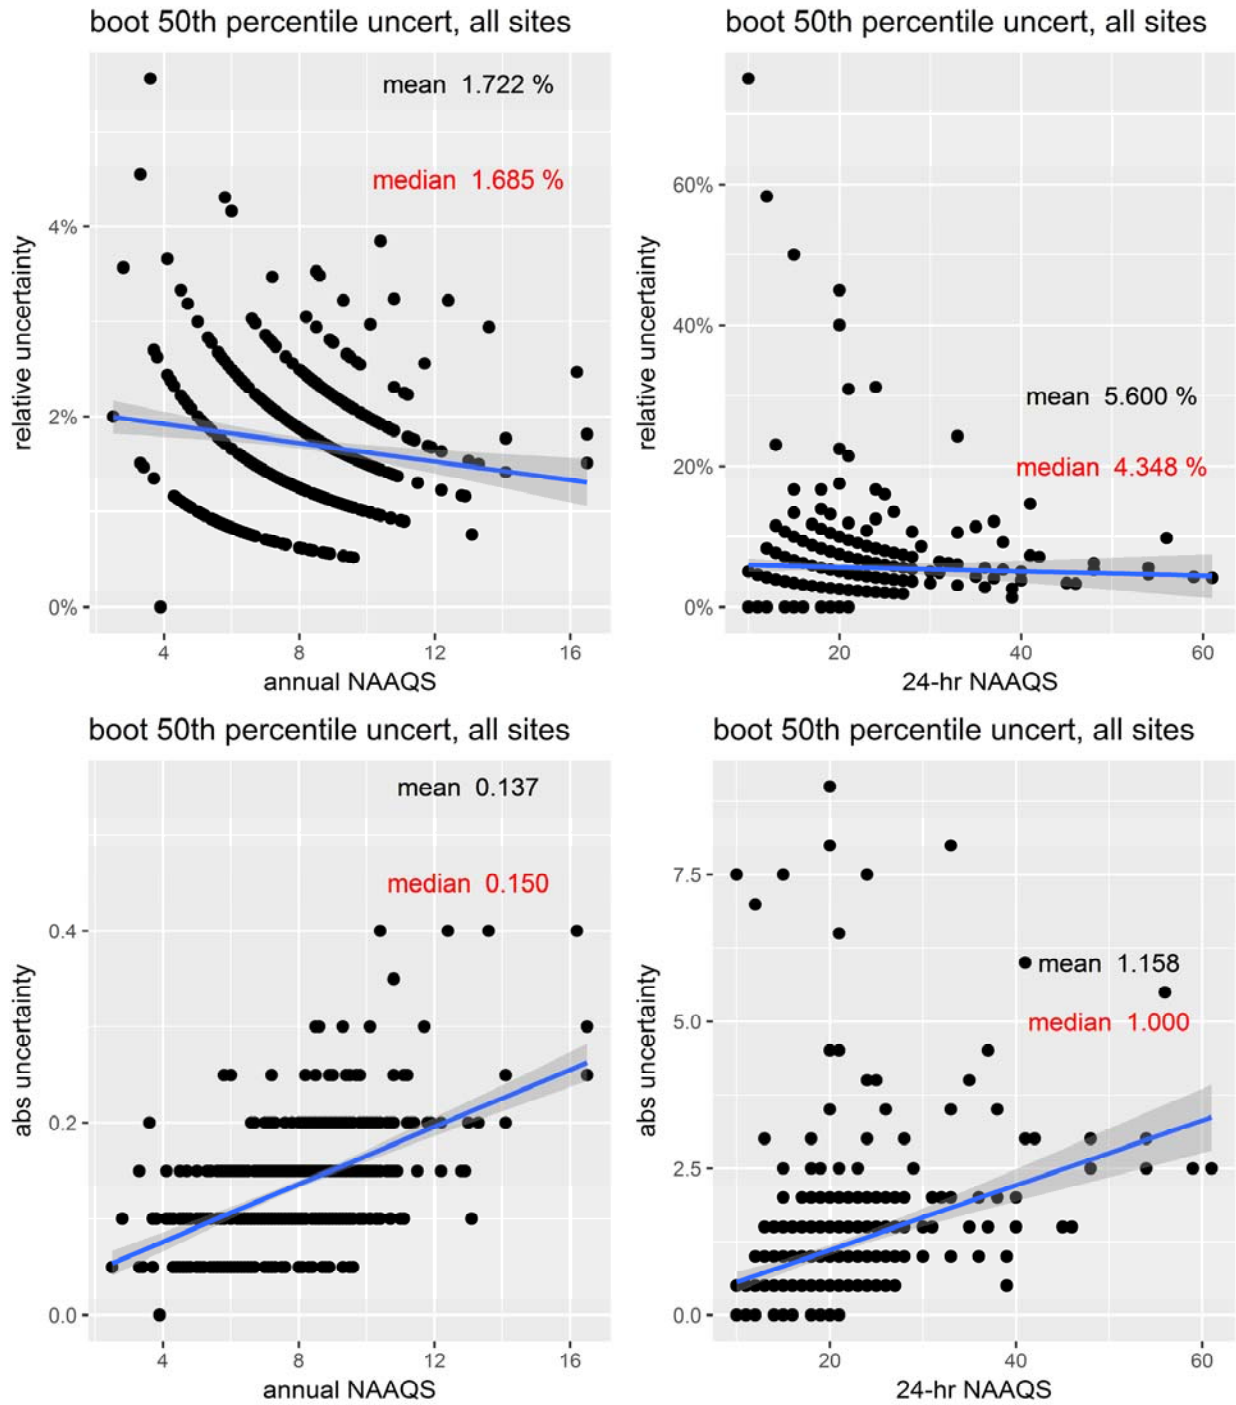 boot 50th percentile uncert, all sites
mean 1.722 %
median 1.685 %
4%
2%
0%
relative uncertainty
4 8 12 16
annual NAAQS
boot 50th percentile uncert, all sites
60%
40%
20%
0%
mean 5.600 %
median 4.348 %
relative uncertainty
20 40 60
24-hr NAAQS
boot 50th percentile uncert, all sites
mean 0.137
median 0.150
0.4
0.2
0.0
abs uncertainty
4 8 12 16
annual NAAQS
boot 50th percentile uncert, all sites
7.5
5.0
2.5
0.0
mean 1.158
median 1.000
abs uncertainty
20 40 60
24-hr NAAQS